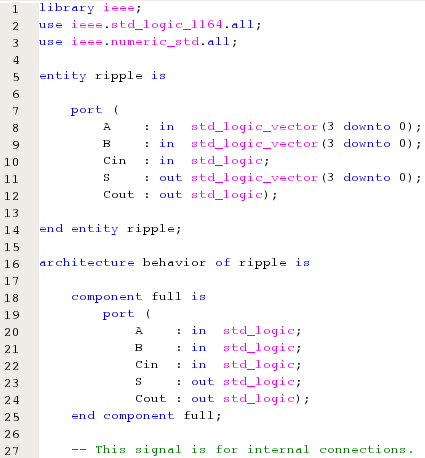 1 library ieee;
2 use ieee.std_logic_1164.all;
3 use ieee.numeric_std.all;
4
5 entity ripple is
6
7     port (
8         A    : in  std_logic_vector(3 downto 0);
9         B    : in  std_logic_vector(3 downto 0);
10         Cin  : in  std_logic;
11         S    : out std_logic_vector(3 downto 0);
12         Cout : out std_logic);
13
14 end entity ripple;
15
16 architecture behavior of ripple is
17
18     component full is
19         port (
20             A    : in  std_logic;
21             B    : in  std_logic;
22             Cin  : in  std_logic;
23             S    : out std_logic;
24             Cout : out std_logic);
25     end component full;
26
27     -- This signal is for internal connections.